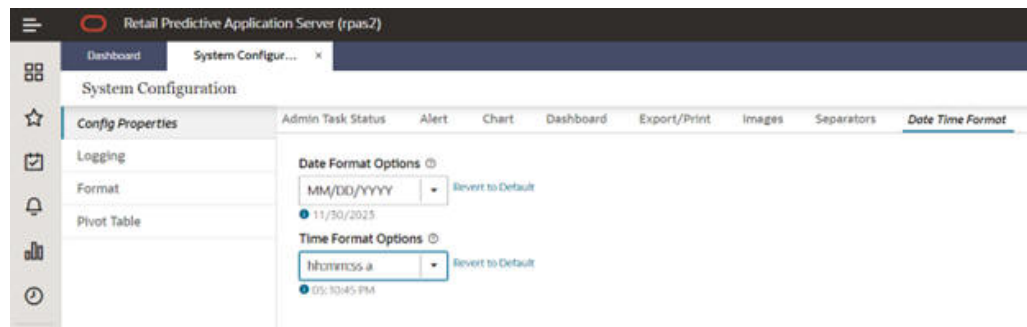 Retail Predictive Application Server (rpas2)
Dashboard System Configur... ×
System Configuration
Config Properties
Logging
Format
Pivot Table
Admin Task Status Alert Chart Dashboard Export/Print Images Separators Date Time Format
Date Format Options
MM/DD/YYYY Revert to Default
11/30/2023
Time Format Options
hh:mm:ss a Revert to Default
05:10:45 PM